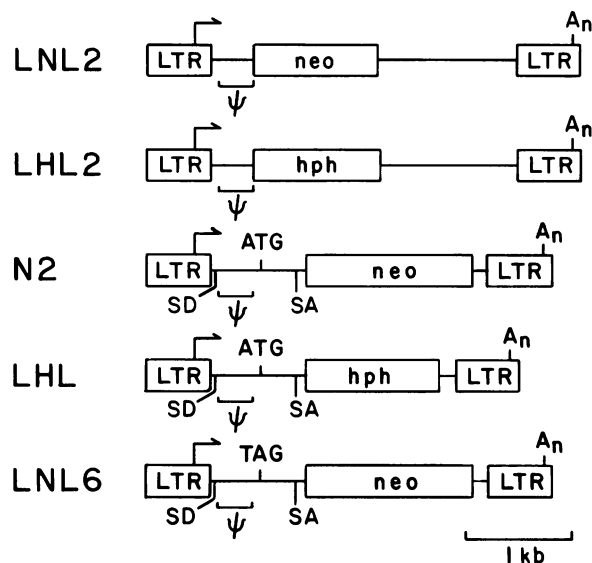 An
LNL2 LTR neo LTR
ψ
An
LHL2 LTR hph LTR
ψ
An
ATG
N2 LTR neo LTR
SD ψ SA
An
ATG
LHL LTR hph LTR
SD ψ SA
An
TAG
LNL6 LTR neo LTR
SD ψ SA
1 kb